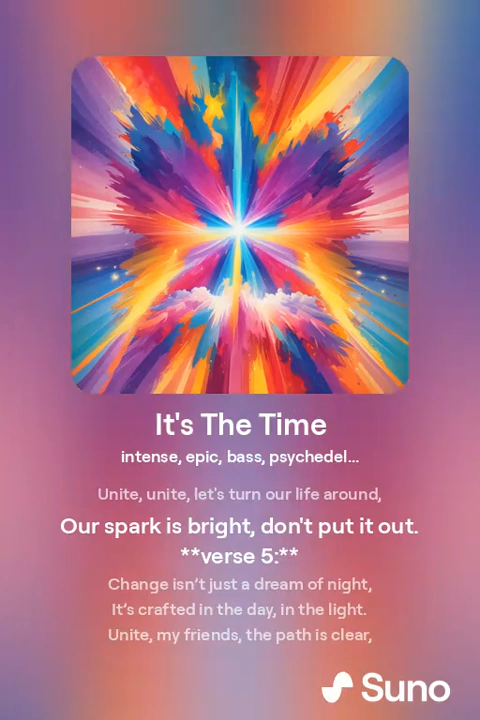 It's The Time
intense, epic, bass, psychedel...
Unite, unite, let's turn our life around,
Our spark is bright, don't put it out.
**verse 5:**
Change isn’t just a dream of night,
It’s crafted in the day, in the light.
Unite, my friends, the path is clear,
Suno